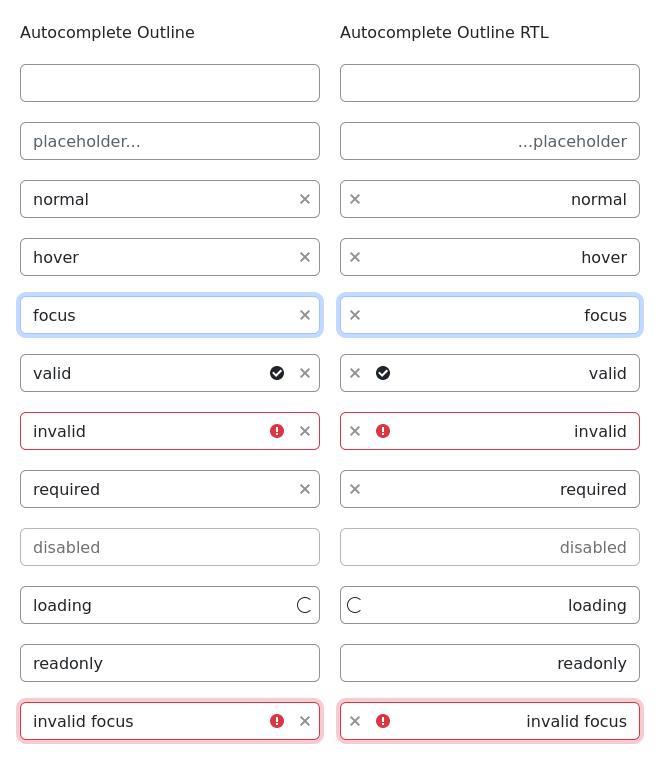 Autocomplete Outline
Autocomplete Outline RTL
placeholder...
...placeholder
normal
normal
hover
hover
focus
focus
valid
valid
invalid
invalid
required
required
disabled
disabled
loading
loading
readonly
readonly
invalid focus
invalid focus